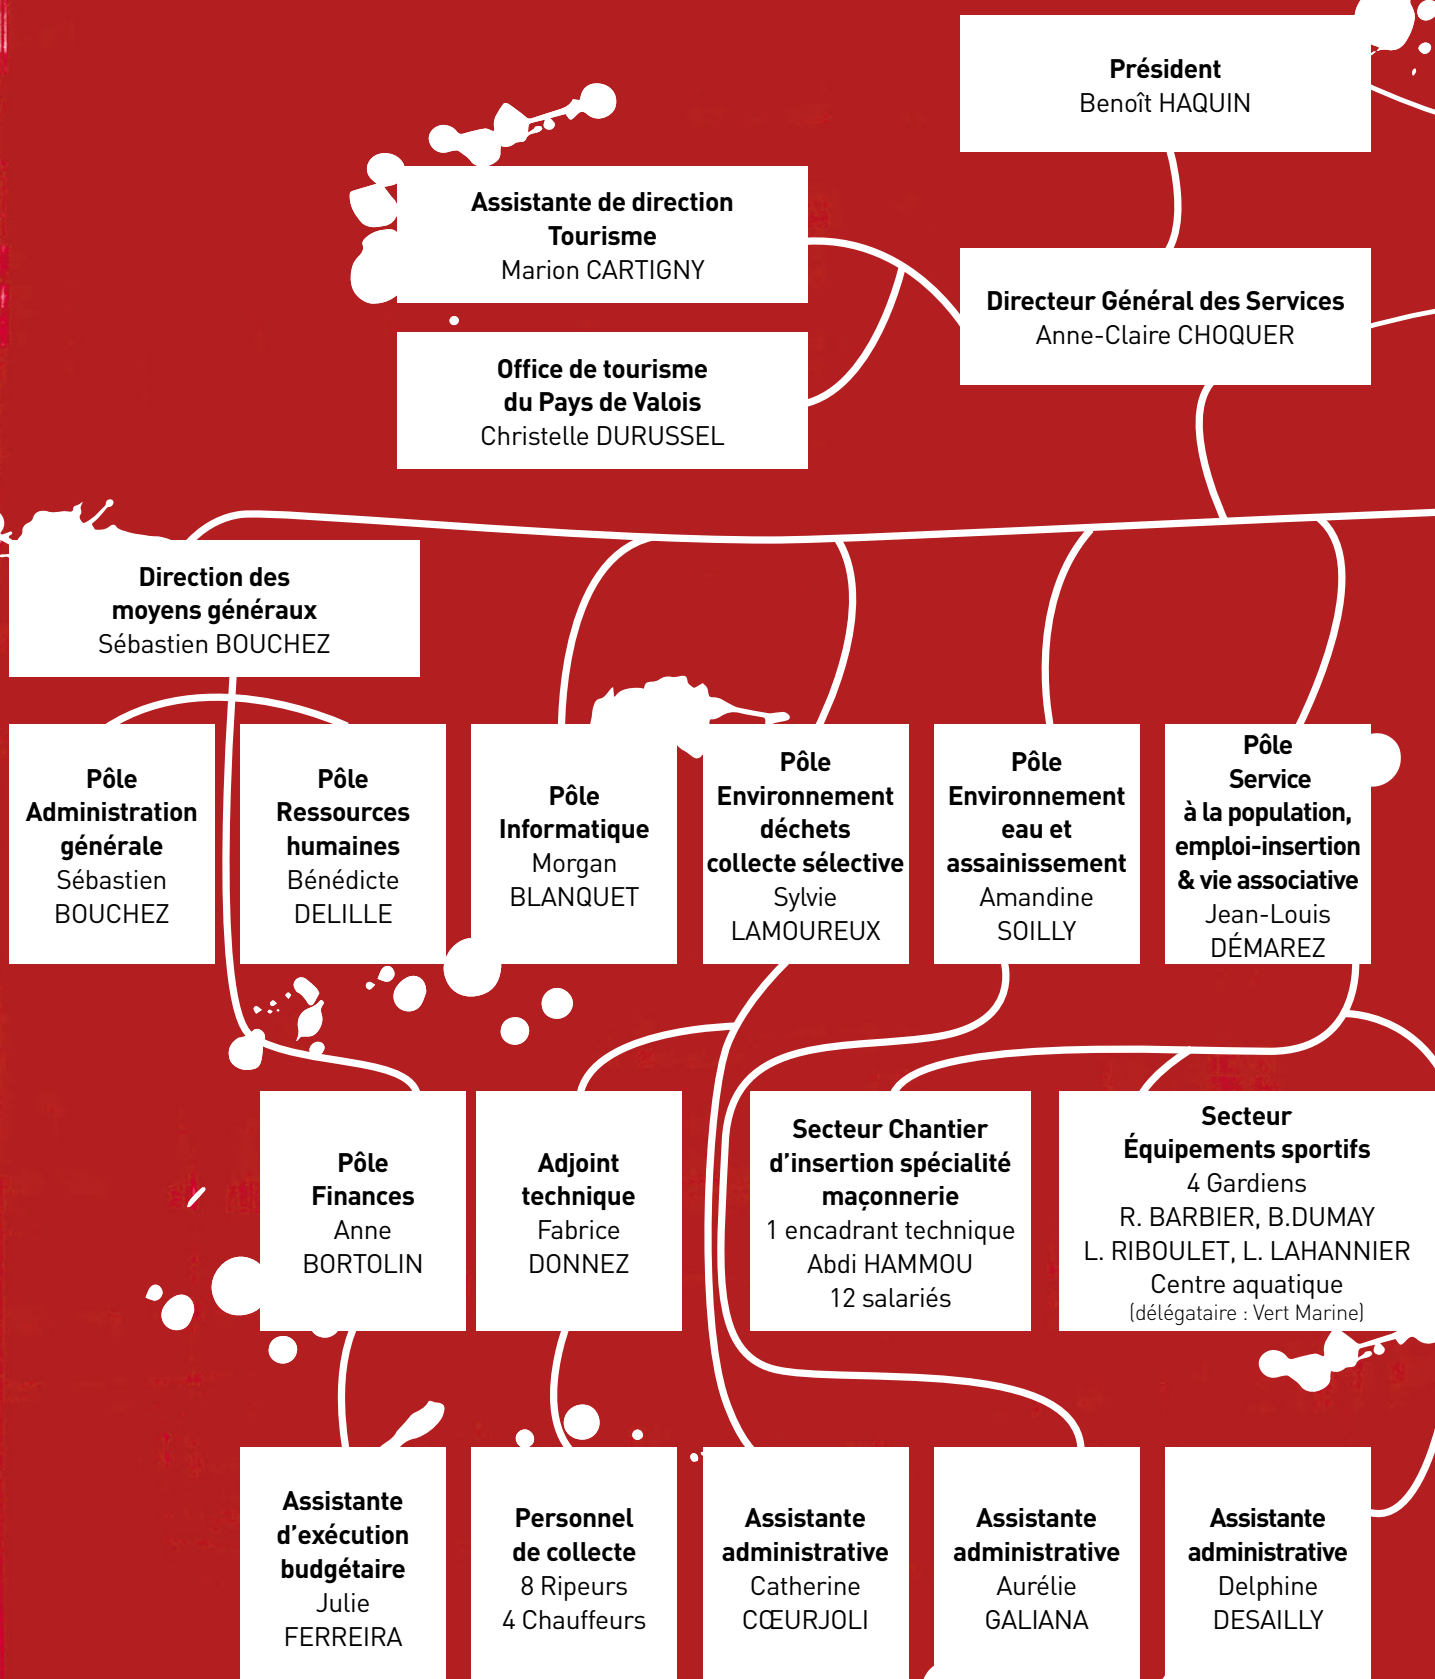 Président
Benoît HAQUIN
Assistante de direction
Tourisme
Marion CARTIGNY
Directeur Général des Services
Anne-Claire CHOQUER
Office de tourisme
du Pays de Valois
Christelle DURUSSEL
Direction des
moyens généraux
Sébastien BOUCHEZ
Pôle
Administration
générale
Sébastien
BOUCHEZ
Pôle
Ressources
humaines
Bénédicte
DELILLE
Pôle
Informatique
Morgan
BLANQUET
Pôle
Environnement
déchets
collecte sélective
Sylvie
LAMOUREUX
Pôle
Environnement
eau et
assainissement
Amandine
SOILLY
Pôle
Service
à la population,
emploi-insertion
& vie associative
Jean-Louis
DÉMAREZ
Pôle
Finances
Anne
BORTOLIN
Adjoint
technique
Fabrice
DONNEZ
Secteur Chantier
d'insertion spécialité
maçonnerie
1 encadrant technique
Abdi HAMMOU
12 salariés
Secteur
Équipements sportifs
4 Gardiens
R. BARBIER, B.DUMAY
L. RIBOULET, L. LAHANNIER
Centre aquatique
(délégataire : Vert Marine)
Assistante
d'exécution
budgétaire
Julie
FERREIRA
Personnel
de collecte
8 Ripeurs
4 Chauffeurs
Assistante
administrative
Catherine
CŒURJOLI
Assistante
administrative
Aurélie
GALIANA
Assistante
administrative
Delphine
DESAILLY